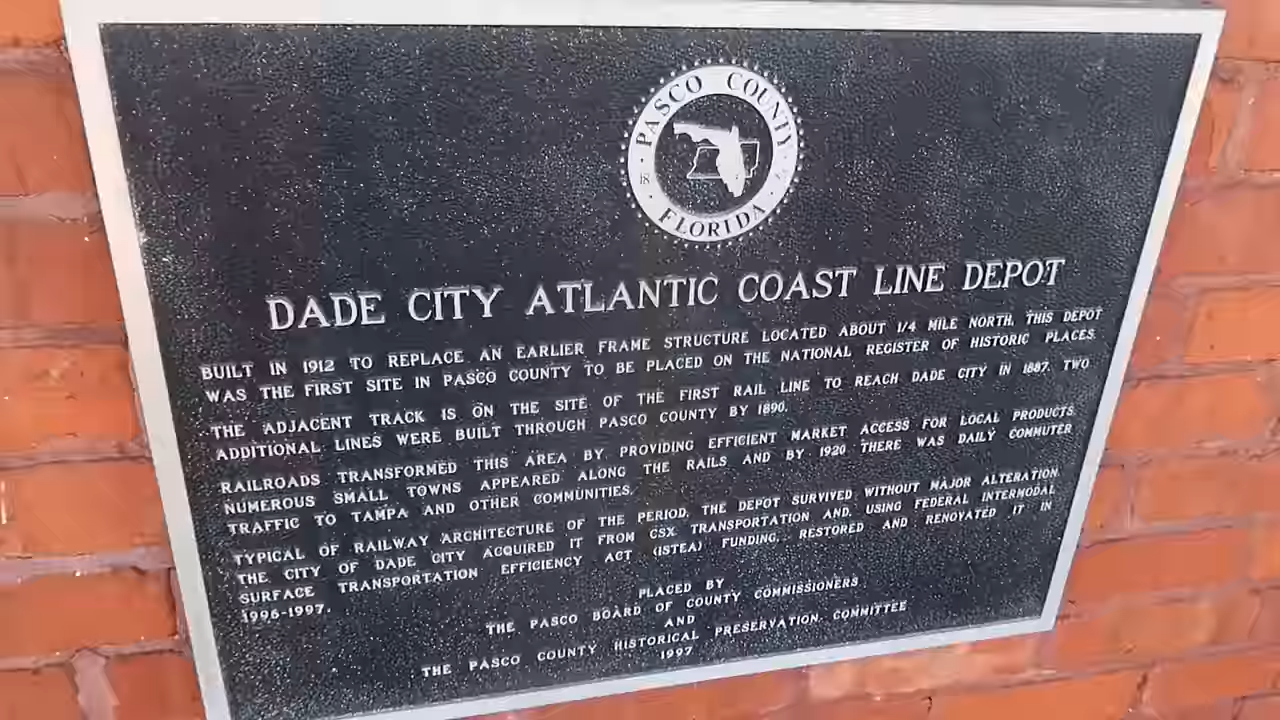 PASCO COUNTY
18
FLORIDA
DADE CITY ATLANTIC COAST LINE DEPOT
BUILT IN 1912 TO REPLACE AN EARLIER FRAME STRUCTURE LOCATED ABOUT 1/4 MILE NORTH, THIS DEPOT
WAS THE FIRST SITE IN PASCO COUNTY TO BE PLACED ON THE NATIONAL REGISTER OF HISTORIC PLACES.
THE ADJACENT TRACK IS ON THE SITE OF THE FIRST RAIL LINE TO REACH DADE CITY IN 1887. TWO
ADDITIONAL LINES WERE BUILT THROUGH PASCO COUNTY BY 1890.
RAILROADS TRANSFORMED THIS AREA BY PROVIDING EFFICIENT MARKET ACCESS FOR LOCAL PRODUCTS.
NUMEROUS SMALL TOWNS APPEARED ALONG THE RAILS AND BY 1920 THERE WAS DAILY COMMUTER
TRAFFIC TO TAMPA AND OTHER COMMUNITIES.
TYPICAL OF RAILWAY ARCHITECTURE OF THE PERIOD, THE DEPOT SURVIVED WITHOUT MAJOR ALTERATION.
THE CITY OF DADE CITY ACQUIRED IT FROM CSX TRANSPORTATION AND, USING FEDERAL INTERMODAL
SURFACE TRANSPORTATION EFFICIENCY ACT (ISTEA) FUNDING, RESTORED AND RENOVATED IT IN
1996-1997.
PLACED BY
THE PASCO BOARD OF COUNTY COMMISSIONERS
AND
THE PASCO COUNTY HISTORICAL PRESERVATION COMMITTEE
1997